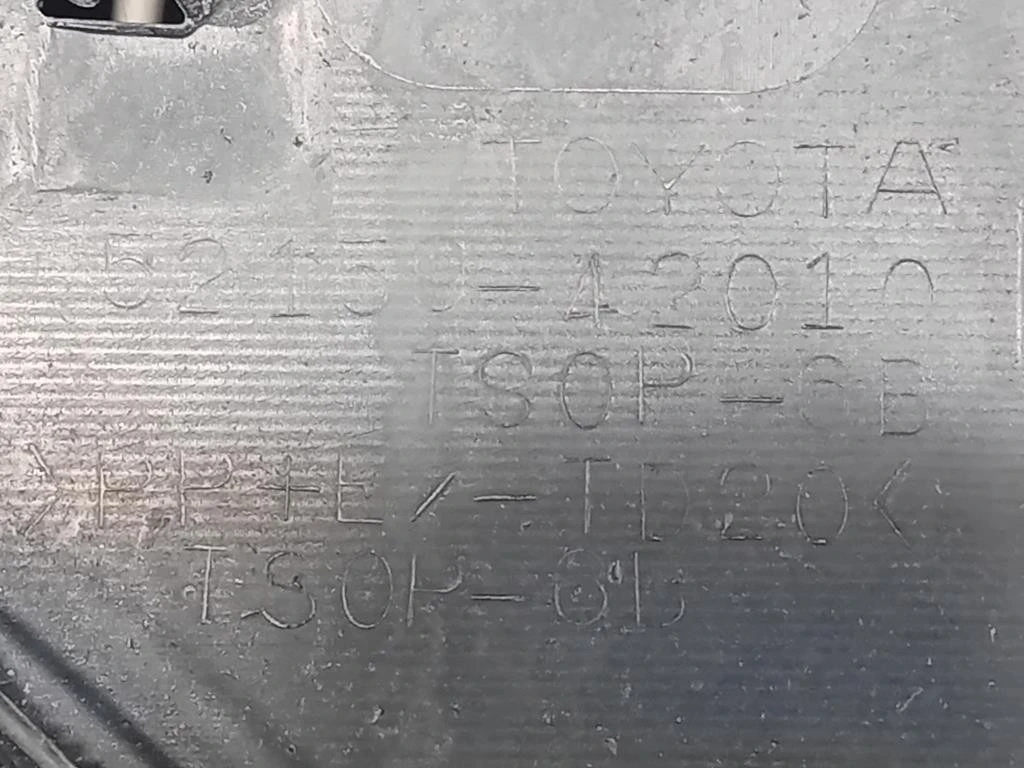 TOYOTA
52159-42010
TSOP-6B
>PP+E/-TD20<
TSOP-6B